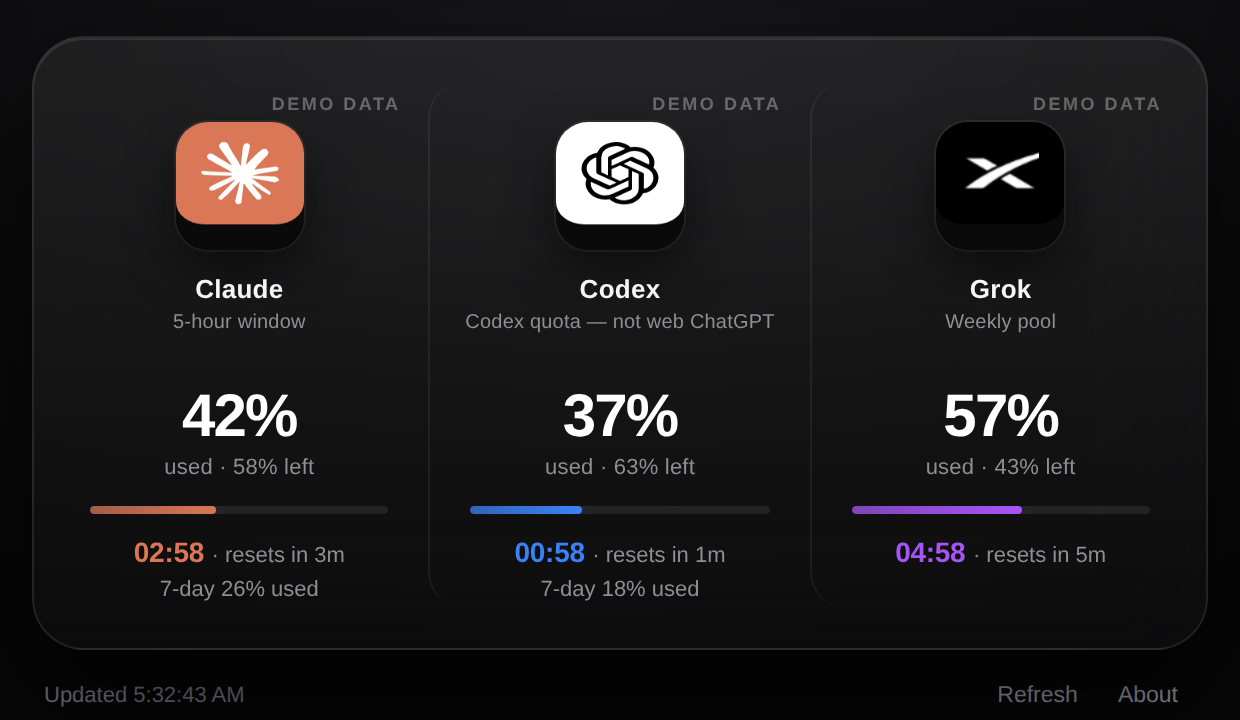 DEMO DATA
Claude
5-hour window
42%
used · 58% left
02:58 · resets in 3m
7-day 26% used
DEMO DATA
Codex
Codex quota — not web ChatGPT
37%
used · 63% left
00:58 · resets in 1m
7-day 18% used
DEMO DATA
Grok
Weekly pool
57%
used · 43% left
04:58 · resets in 5m
Updated 5:32:43 AM
Refresh
About